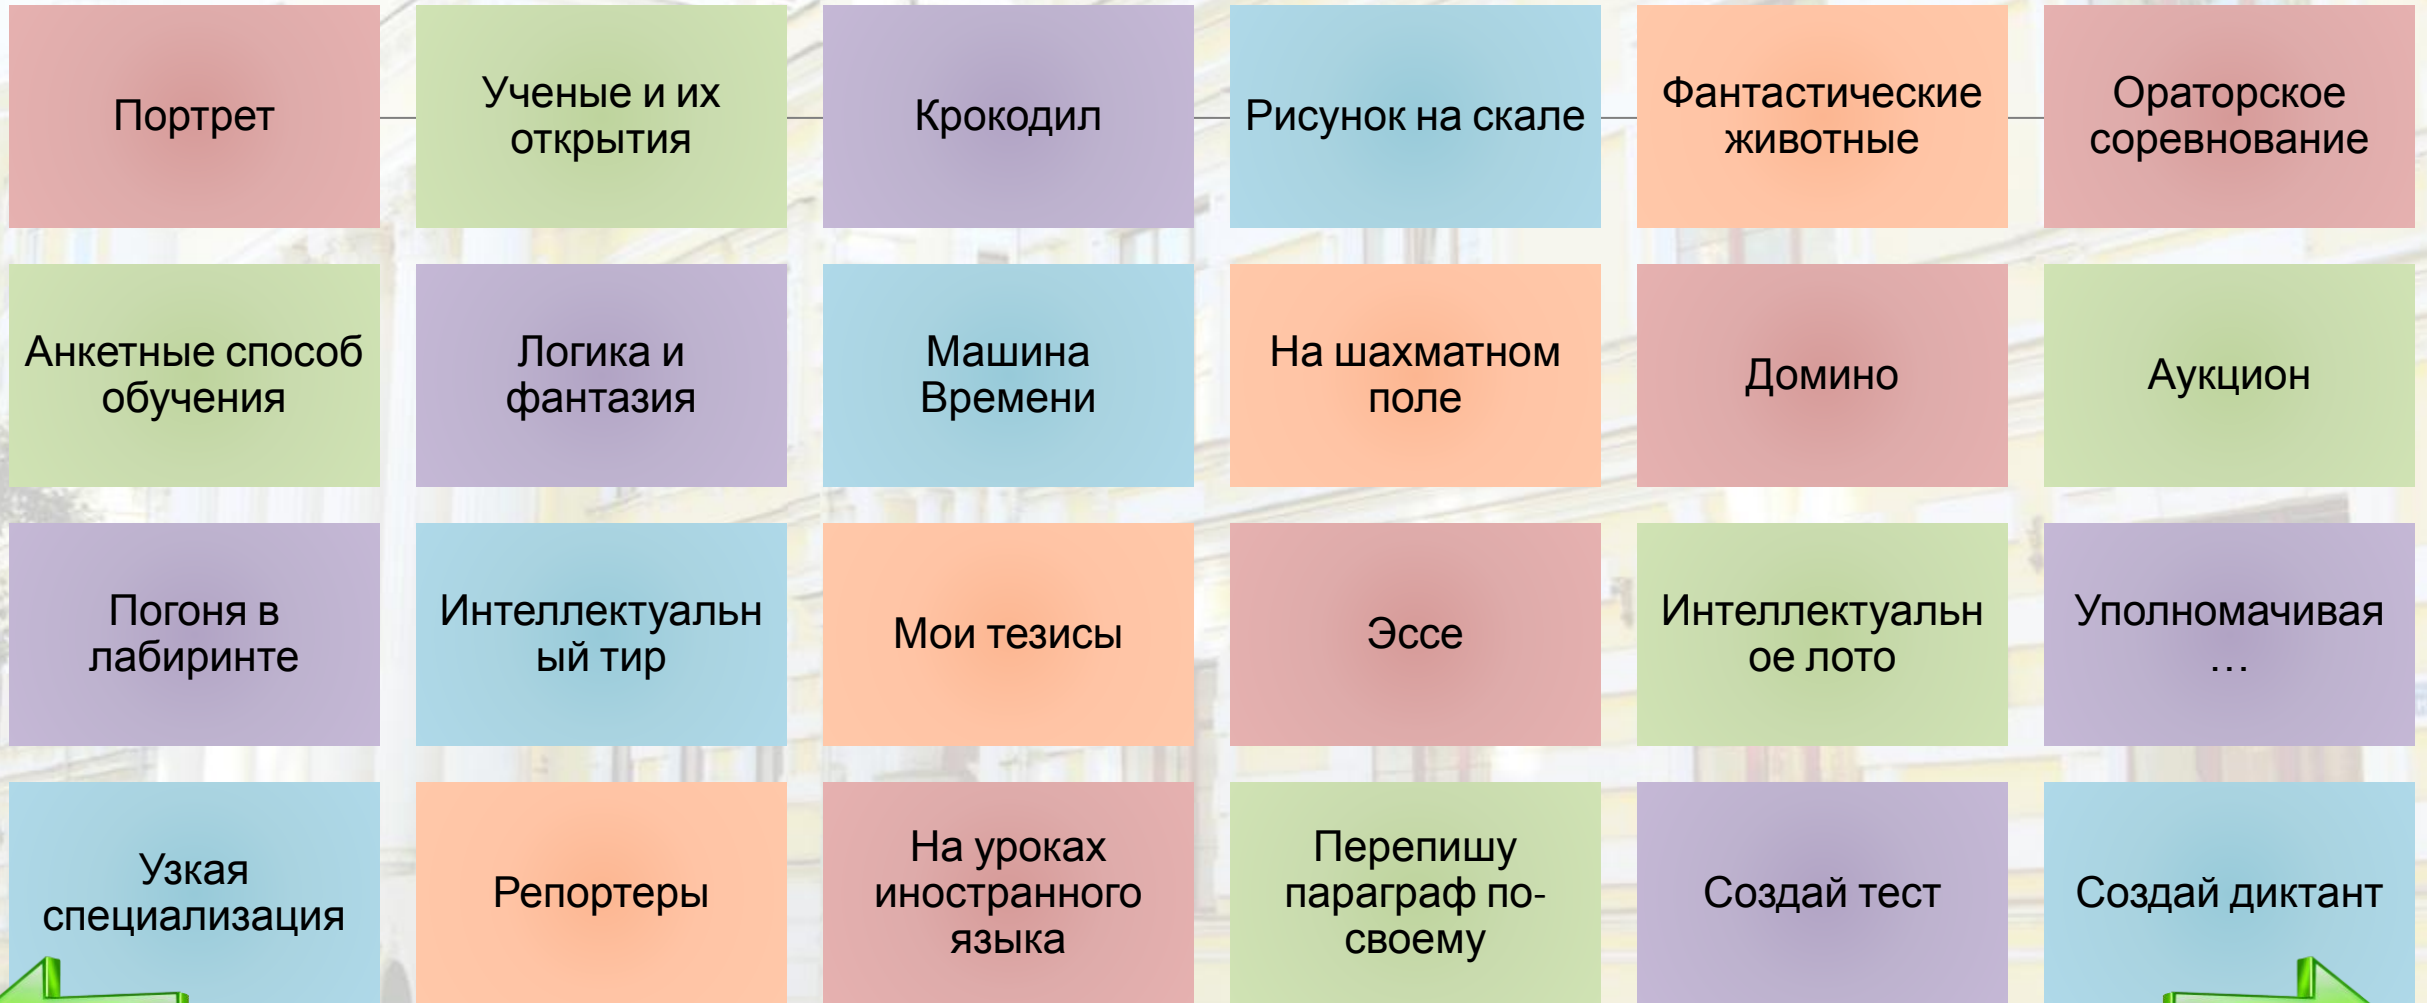 Портрет
Ученые и их
открытия
Крокодил
Рисунок на скале
Фантастические
животные
Ораторское
соревнование
Анкетные способ
обучения
Логика и
фантазия
Машина
Времени
На шахматном
поле
Домино
Аукцион
Погоня в
лабиринте
Интеллектуальн
ый тир
Мои тезисы
Эссе
Интеллектуальн
ое лото
Уполномачивая
…
Узкая
специализация
Репортеры
На уроках
иностранного
языка
Перепишу
параграф по-
своему
Создай тест
Создай диктант